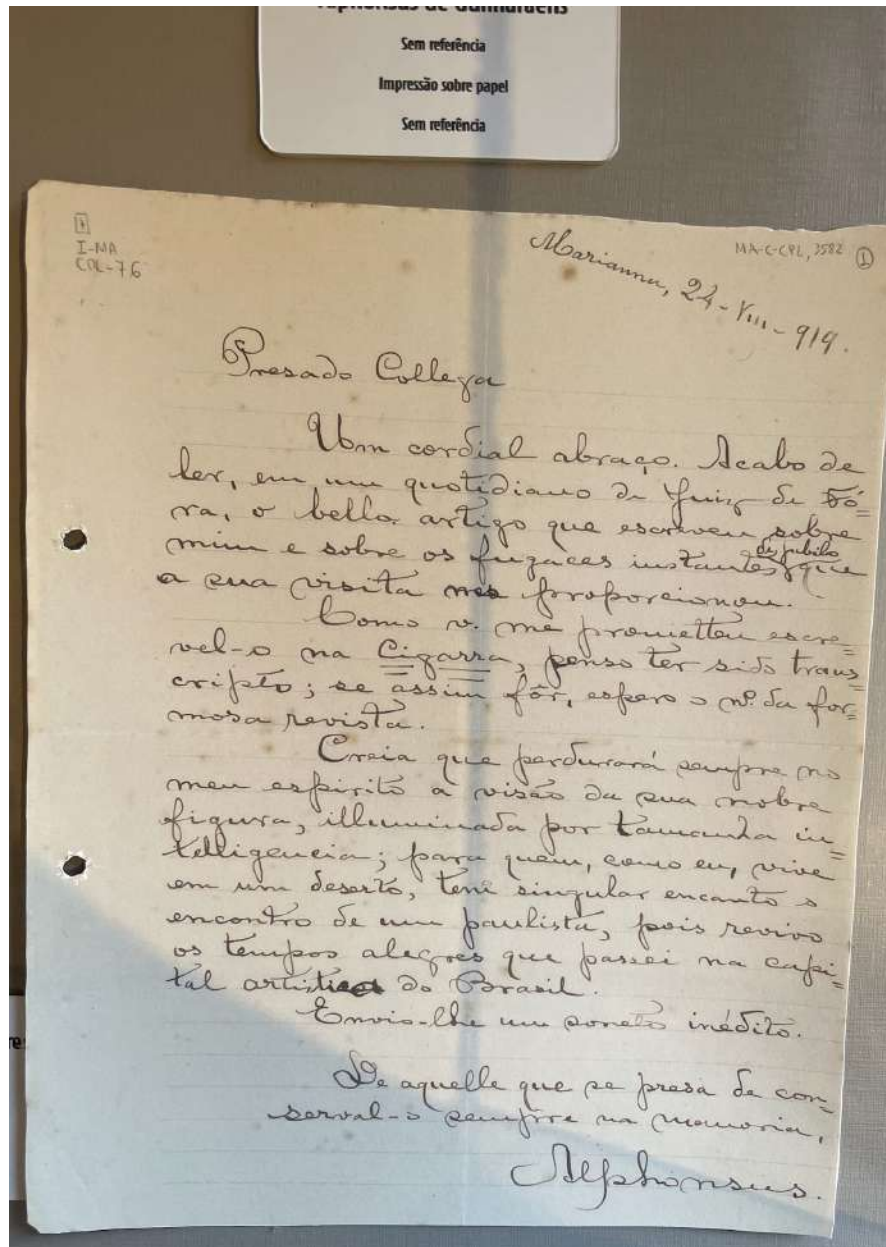 Alphonsus de Guimaraens
Sem referência
Impressão sobre papel
Sem referência
I-MA
CPL-76
MA-C-CPL, 3582 1
Marianna, 24-VIII-919.
Presado Collega
Um cordial abraço. Acabo de
ler, em um quotidiano de Juiz de Fó=
ra, o bello artigo que escreveu sobre
mim e sobre os fugaces instantes de jubilo que
a sua visita nos proporcionou.
Como v. me prometteu escre=
vel-o na Cigarra, penso ter sido trans=
cripto; se assim fôr, espero o nº. da for=
mosa revista.
Creia que perdurará sempre no
meu espirito a visão da sua nobre
figura, illuminada por tamanha in=
telligencia; para quem, como eu, vive
em um deserto, tem singular encanto o
encontro de um paulista, pois revivo
os tempos alegres que passei na capi=
tal artistica do Brasil.
Envio-lhe um soneto inédito.
De aquelle que se presa de con=
serval-o sempre na memoria,
Alphonsus.